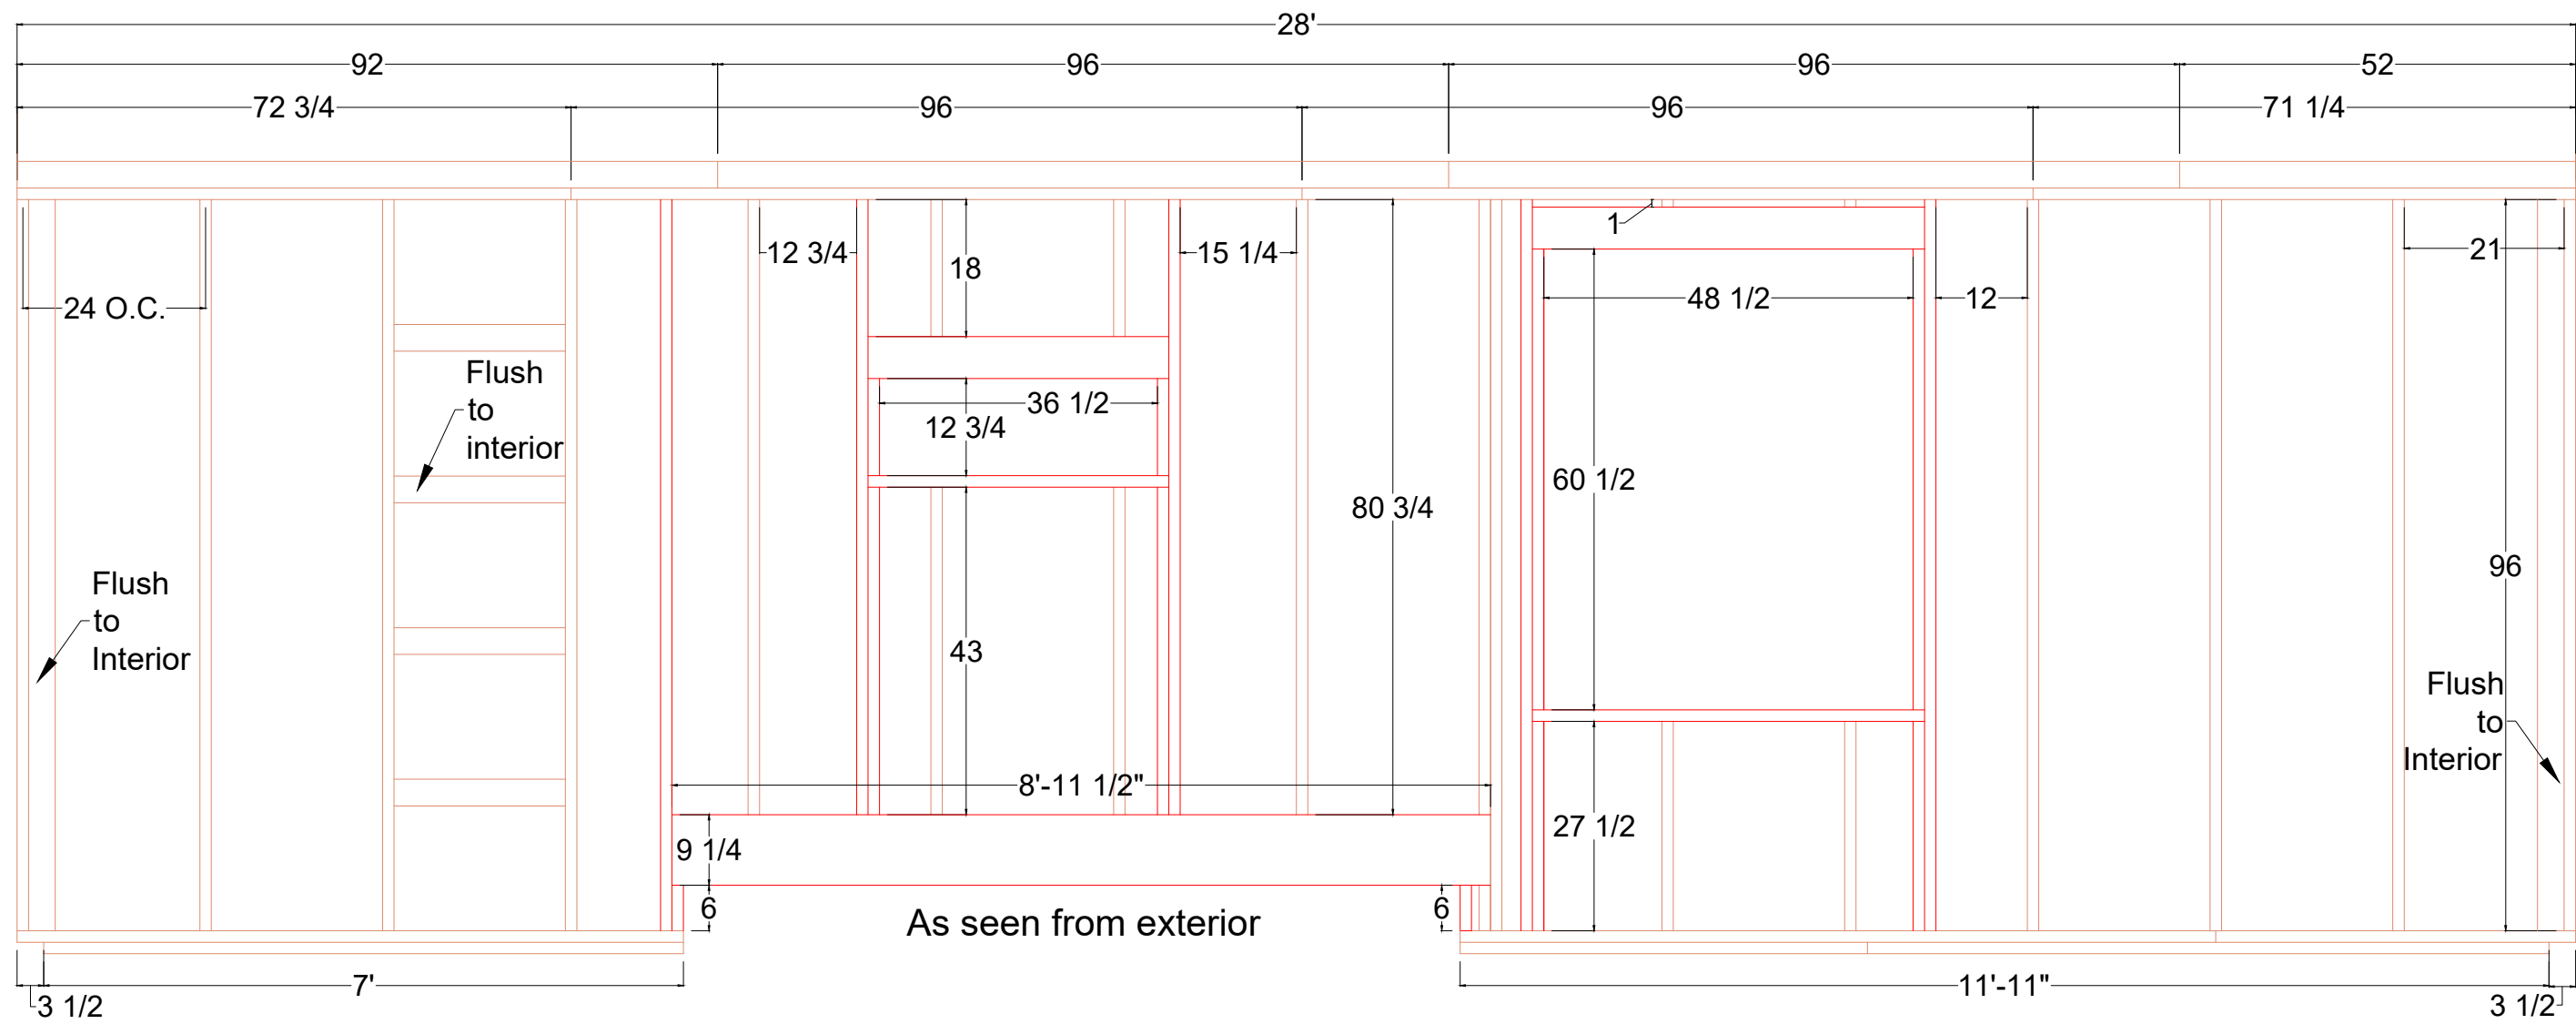 28'
92
96
96
52
72 3/4
96
96
71 1/4
1
12 3/4
15 1/4
21
18
24 O.C.
48 1/2
12
Flush
to
interior
36 1/2
12 3/4
60 1/2
80 3/4
96
Flush
to
Interior
43
Flush
to
Interior
8'-11 1/2"
27 1/2
9 1/4
6
6
As seen from exterior
7'
11'-11"
3 1/2
3 1/2